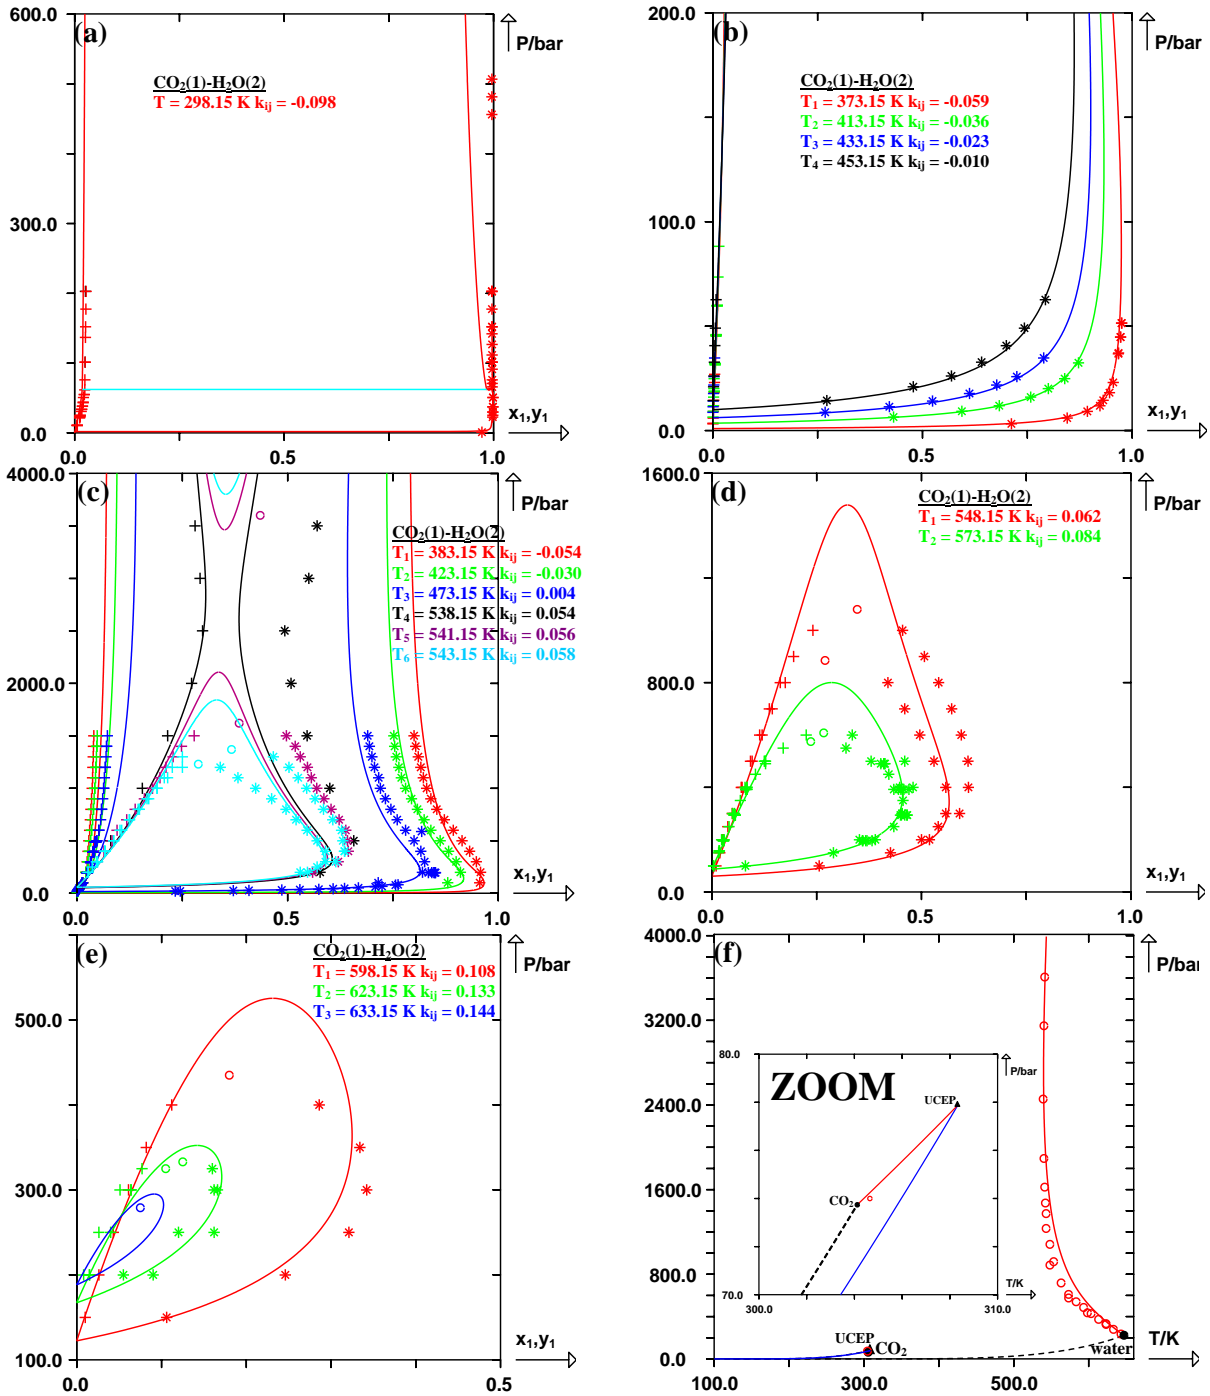 600.0
(a)
P/bar
CO2(1)-H2O(2)
T = 298.15 K kij = -0.098
300.0
0.0
x1,y1
0.0
0.5
1.0
200.0
(b)
P/bar
CO2(1)-H2O(2)
T1 = 373.15 K kij = -0.059
T2 = 413.15 K kij = -0.036
T3 = 433.15 K kij = -0.023
T4 = 453.15 K kij = -0.010
100.0
0.0
x1,y1
0.0
0.5
1.0
4000.0
(c)
P/bar
CO2(1)-H2O(2)
T1 = 383.15 K kij = -0.054
T2 = 423.15 K kij = -0.030
T3 = 473.15 K kij = 0.004
T4 = 538.15 K kij = 0.054
T5 = 541.15 K kij = 0.056
T6 = 543.15 K kij = 0.058
2000.0
0.0
x1,y1
0.0
0.5
1.0
1600.0
(d)
P/bar
CO2(1)-H2O(2)
T1 = 548.15 K kij = 0.062
T2 = 573.15 K kij = 0.084
800.0
0.0
x1,y1
0.0
0.5
1.0
(e)
P/bar
CO2(1)-H2O(2)
T1 = 598.15 K kij = 0.108
T2 = 623.15 K kij = 0.133
T3 = 633.15 K kij = 0.144
500.0
300.0
100.0
x1,y1
0.0
0.5
4000.0
(f)
P/bar
3200.0
2400.0
1600.0
800.0
0.0
80.0
ZOOM
P/bar
UCEP
CO2
T/K
70.0
300.0
310.0
UCEP
CO2
water
T/K
100.0
300.0
500.0